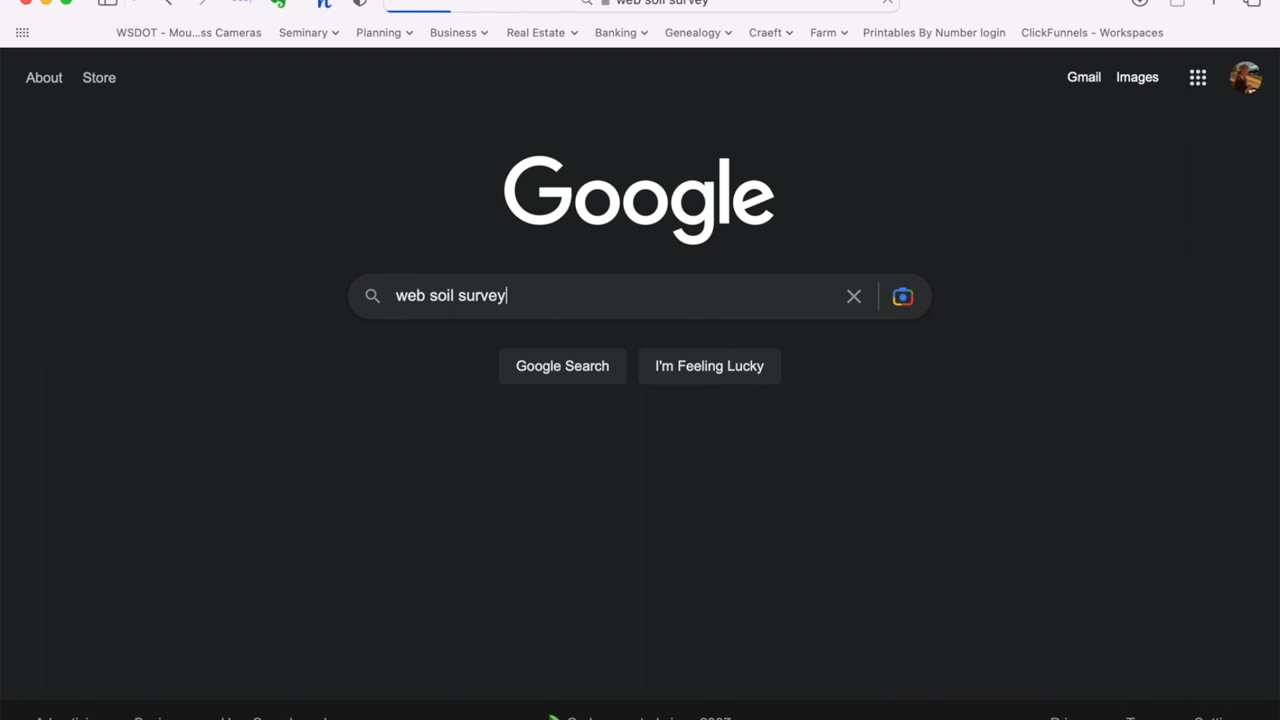 web soil survey
WSDOT - Mou...ss Cameras Seminary Planning Business Real Estate Banking Genealogy Craeft Farm Printables By Number login ClickFunnels - Workspaces
About Store Gmail Images
Google
web soil survey
Google Search I'm Feeling Lucky